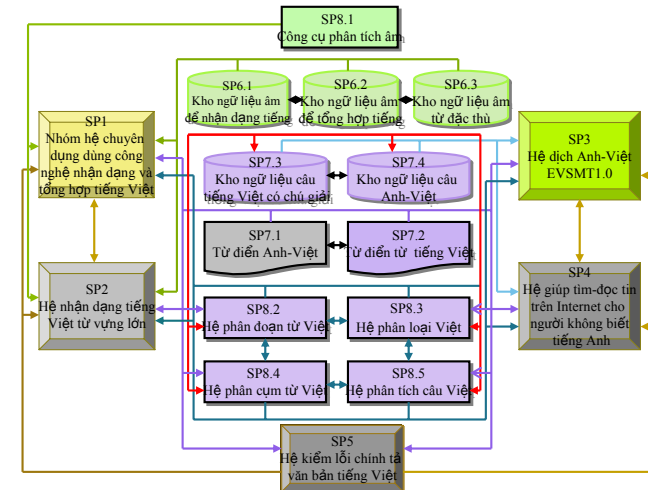 SP8.1
Công cụ phân tích âm
SP6.1
Kho ngữ liệu âm
để nhận dạng tiếng
SP6.2
Kho ngữ liệu âm
để tổng hợp tiếng
SP6.3
Kho ngữ liệu âm
từ đặc thù
SP1
Nhóm hệ chuyên
dụng dùng công
nghệ nhận dạng và
tổng hợp tiếng Việt
SP7.3
Kho ngữ liệu câu
tiếng Việt có chú giải
SP7.4
Kho ngữ liệu câu
Anh-Việt
SP3
Hệ dịch Anh-Việt
EVSMT1.0
SP7.1
Từ điển Anh-Việt
SP7.2
Từ điển từ tiếng Việt
SP2
Hệ nhận dạng tiếng
Việt từ vựng lớn
SP8.2
Hệ phân đoạn từ Việt
SP8.3
Hệ phân loại Việt
SP4
Hệ giúp tìm-đọc tin
trên Internet cho
người không biết
tiếng Anh
SP8.4
Hệ phân cụm từ Việt
SP8.5
Hệ phân tích câu Việt
SP5
Hệ kiểm lỗi chính tả
văn bản tiếng Việt